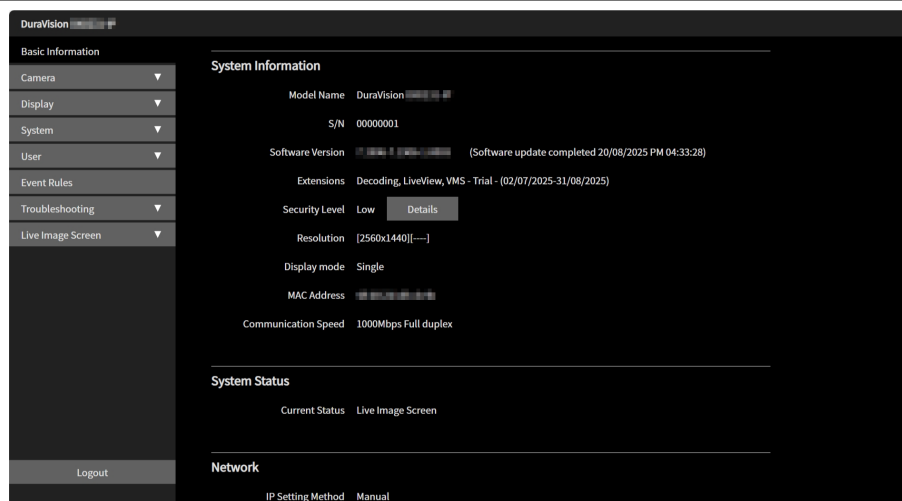 DuraVision
Basic Information
Camera ▼
Display ▼
System ▼
User ▼
Event Rules
Troubleshooting ▼
Live Image Screen ▼
Logout
System Information
Model Name DuraVision
S/N 00000001
Software Version (Software update completed 20/08/2025 PM 04:33:28)
Extensions Decoding, LiveView, VMS - Trial - (02/07/2025-31/08/2025)
Security Level Low Details
Resolution [2560x1440][----]
Display mode Single
MAC Address
Communication Speed 1000Mbps Full duplex
System Status
Current Status Live Image Screen
Network
IP Setting Method Manual